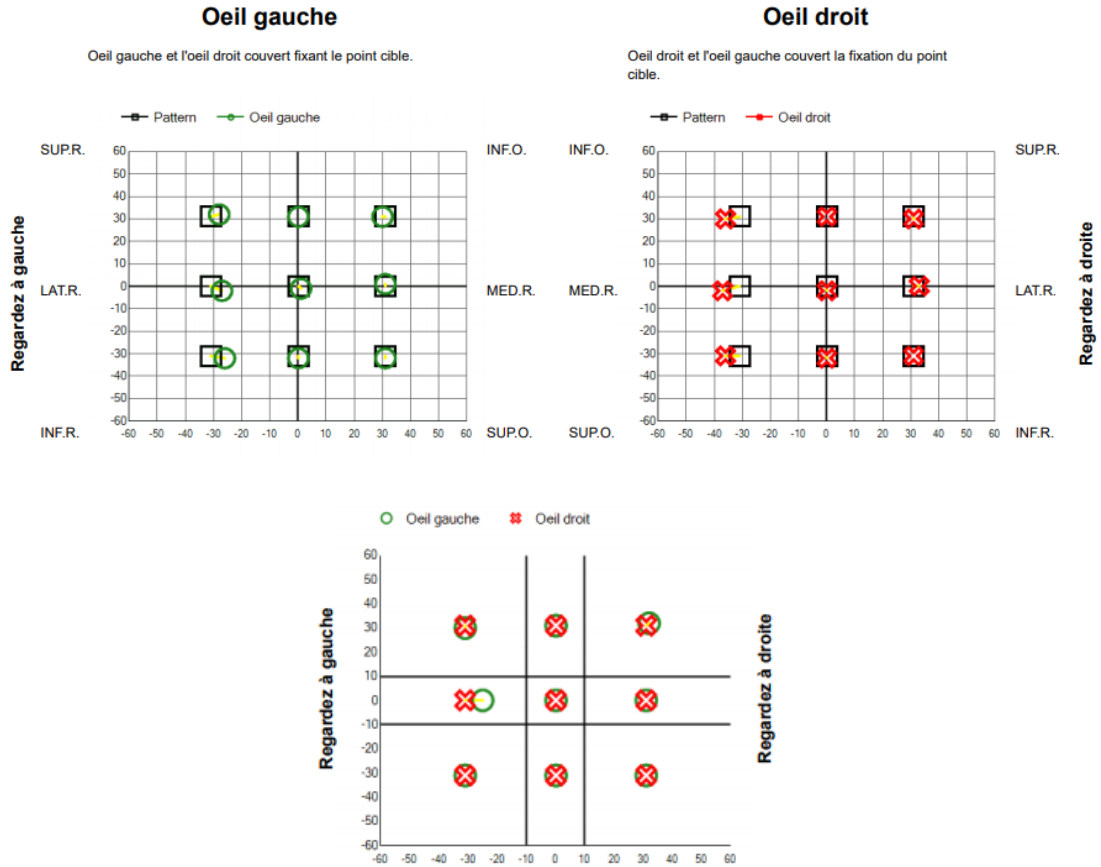 Oeil gauche
Oeil droit
Oeil gauche et l'oeil droit couvert fixant le point cible.
Oeil droit et l'oeil gauche couvert la fixation du point
cible.
Pattern Oeil gauche
Pattern Oeil droit
SUP.R.
INF.O.
INF.O.
SUP.R.
60
50
40
30
20
10
0
-10
-20
-30
-40
-50
-60
60
50
40
30
20
10
0
-10
-20
-30
-40
-50
-60
Regardez à gauche
LAT.R.
MED.R.
MED.R.
LAT.R.
Regardez à droite
INF.R.
SUP.O.
SUP.O.
INF.R.
-60 -50 -40 -30 -20 -10 0 10 20 30 40 50 60
-60 -50 -40 -30 -20 -10 0 10 20 30 40 50 60
Oeil gauche Oeil droit
60
50
40
30
20
10
0
-10
-20
-30
-40
-50
-60
Regardez à gauche
Regardez à droite
-60 -50 -40 -30 -20 -10 0 10 20 30 40 50 60